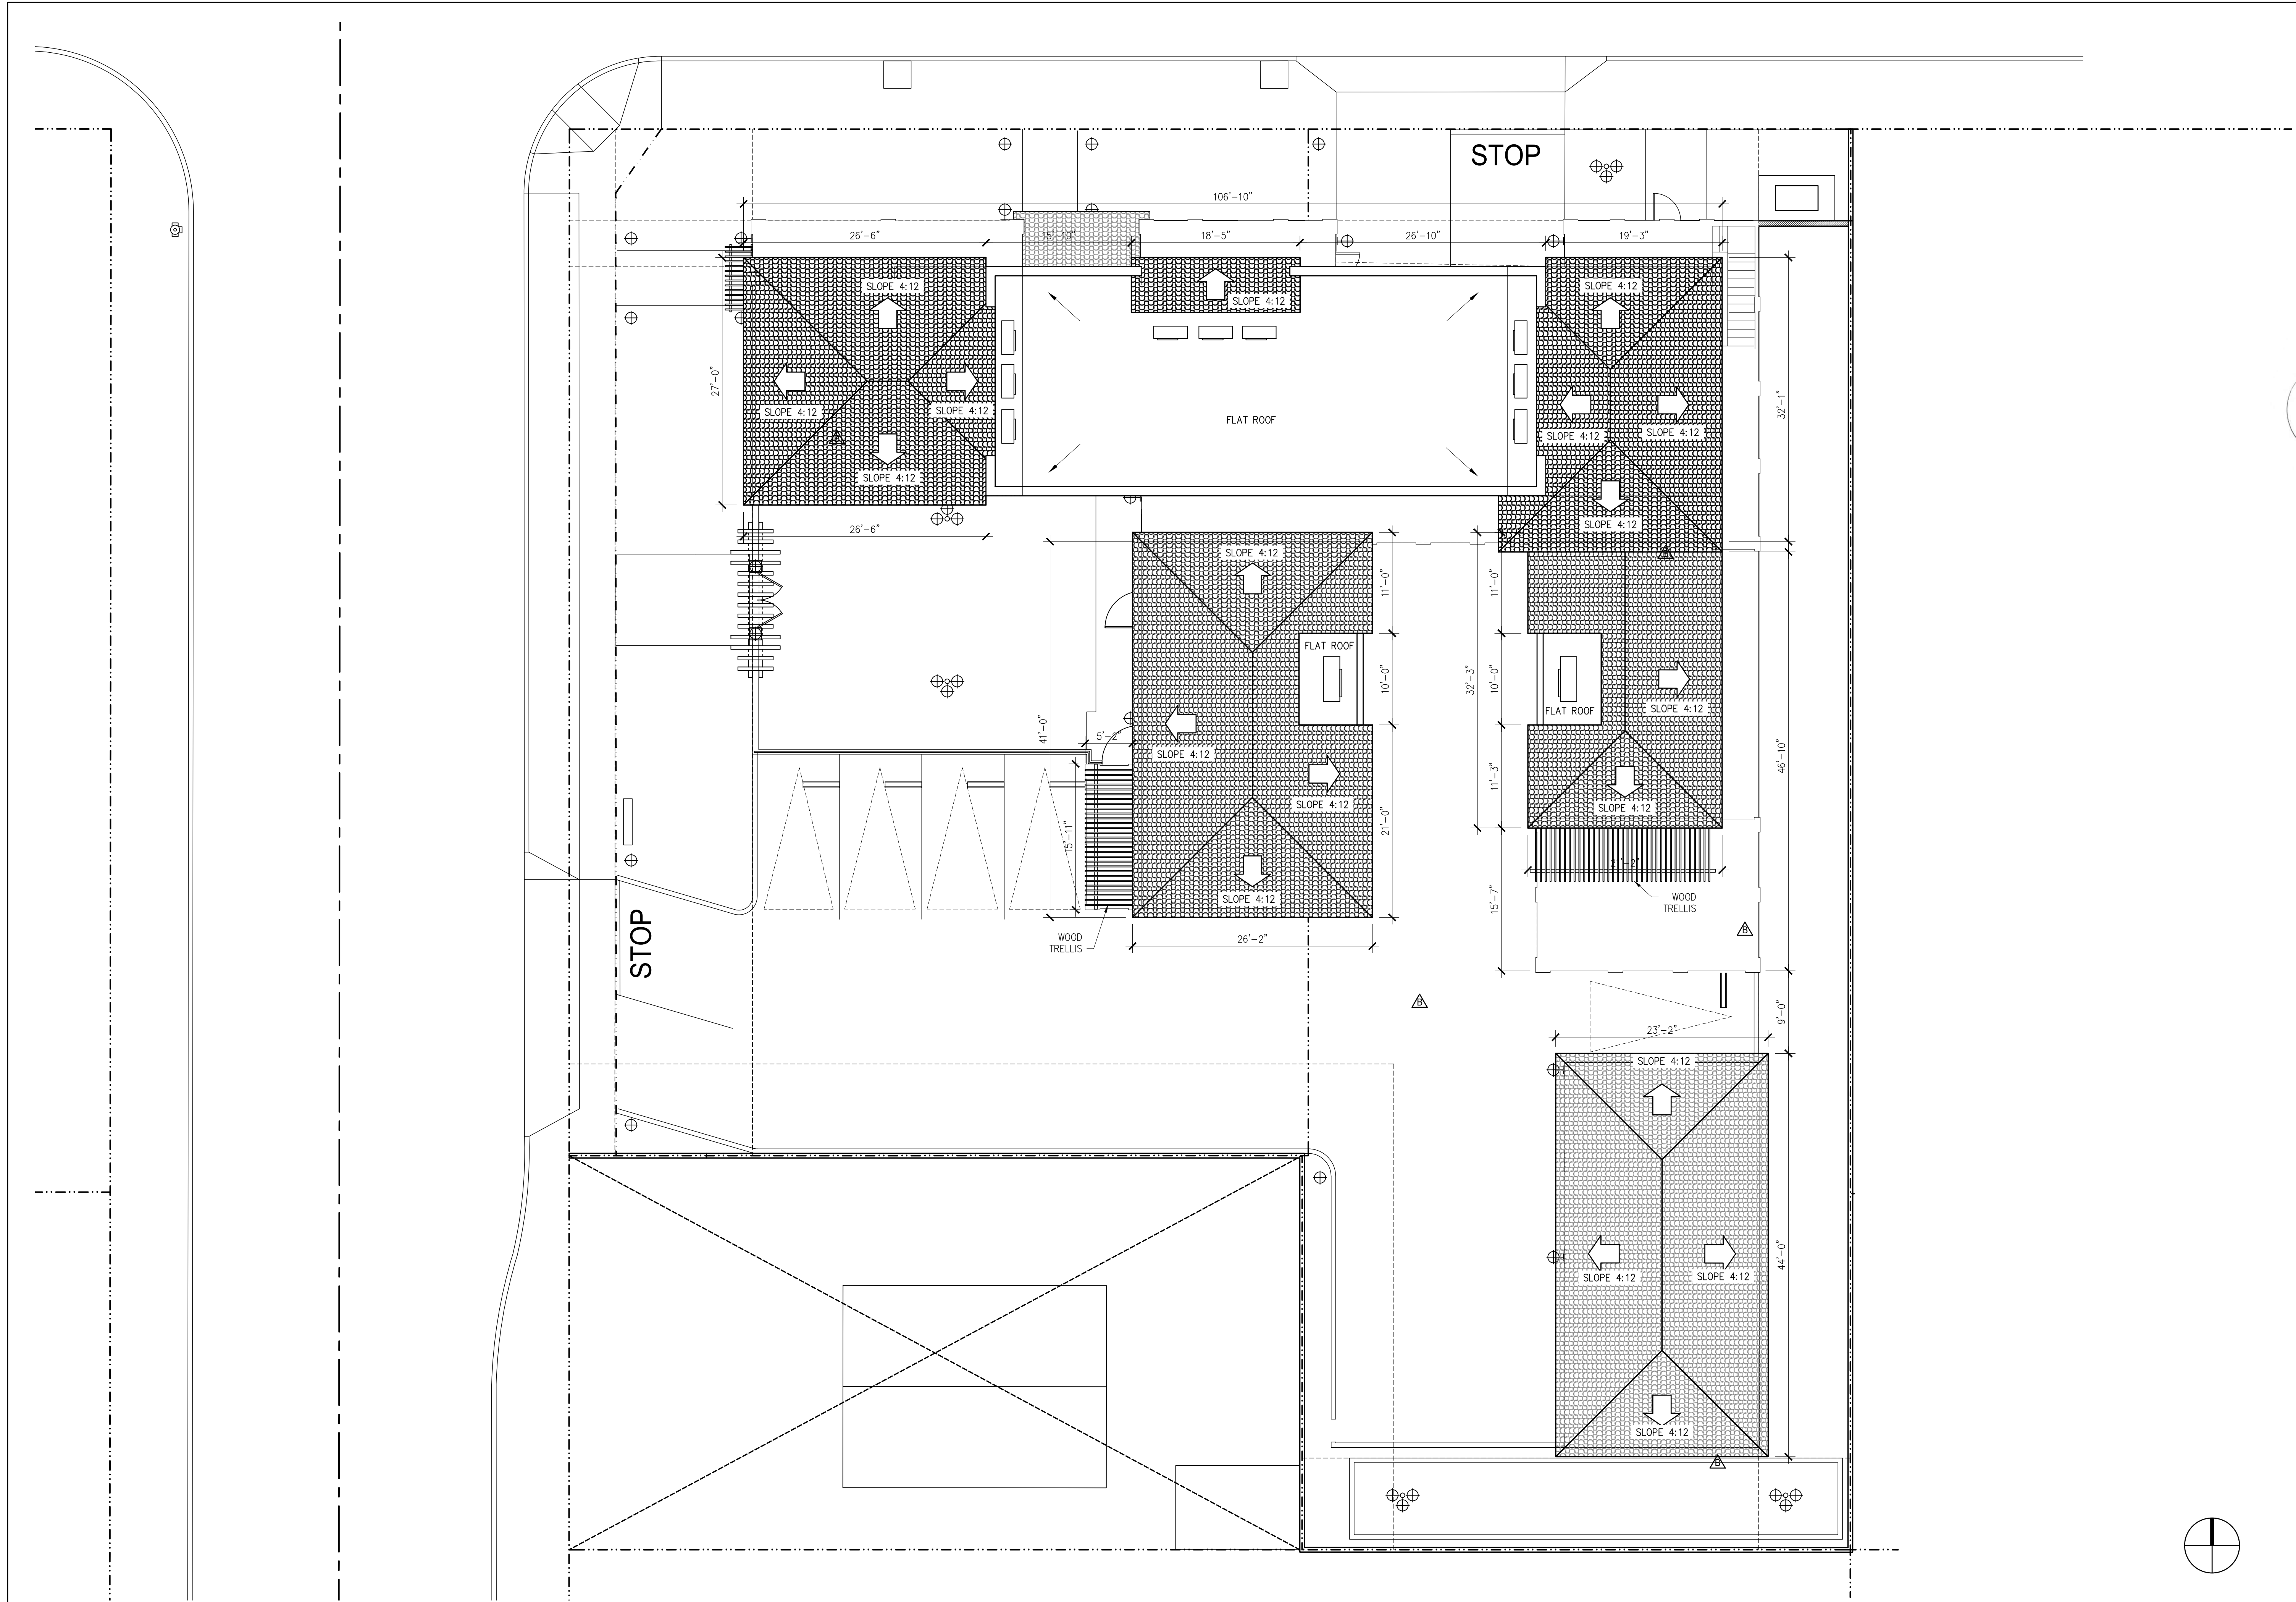 STOP
106'-10"
26'-6"
15'-10"
18'-5"
26'-10"
19'-3"
SLOPE 4:12
SLOPE 4:12
SLOPE 4:12
27'-0"
SLOPE 4:12
SLOPE 4:12
FLAT ROOF
SLOPE 4:12
SLOPE 4:12
32'-1"
B
SLOPE 4:12
SLOPE 4:12
26'-6"
SLOPE 4:12
B
11'-0"
11'-0"
FLAT ROOF
10'-0"
32'-3"
10'-0"
FLAT ROOF
SLOPE 4:12
41'-0"
5'-2"
SLOPE 4:12
46'-10"
11'-3"
SLOPE 4:12
SLOPE 4:12
21'-0"
15'-11"
21'-2"
SLOPE 4:12
15'-7"
WOOD
TRELLIS
STOP
WOOD
TRELLIS
26'-2"
B
B
9'-0"
23'-2"
SLOPE 4:12
44'-0"
SLOPE 4:12
SLOPE 4:12
SLOPE 4:12
B